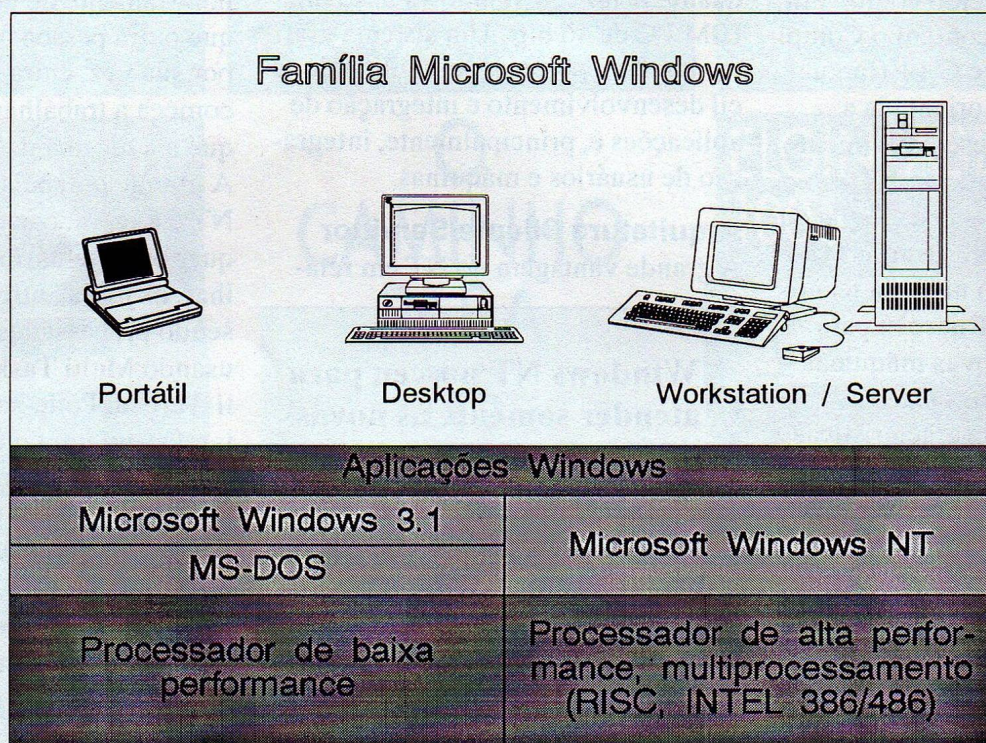 Família Microsoft Windows
Portátil
Desktop
Workstation / Server
Aplicações Windows
Microsoft Windows 3.1
MS-DOS
Microsoft Windows NT
Processador de baixa
performance
Processador de alta perfor-
mance, multiprocessamento
(RISC, INTEL 386/486)